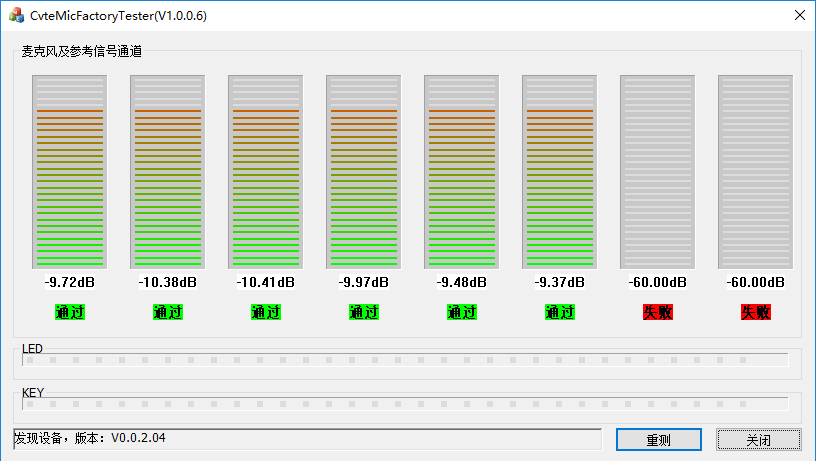 CvteMicFactoryTester(V1.0.0.6)
麦克风及参考信号通道
-9.72dB -10.38dB -10.41dB -9.97dB -9.48dB -9.37dB -60.00dB -60.00dB
通过 通过 通过 通过 通过 通过 失败 失败
LED
KEY
发现设备，版本：V0.0.2.04
重测 关闭